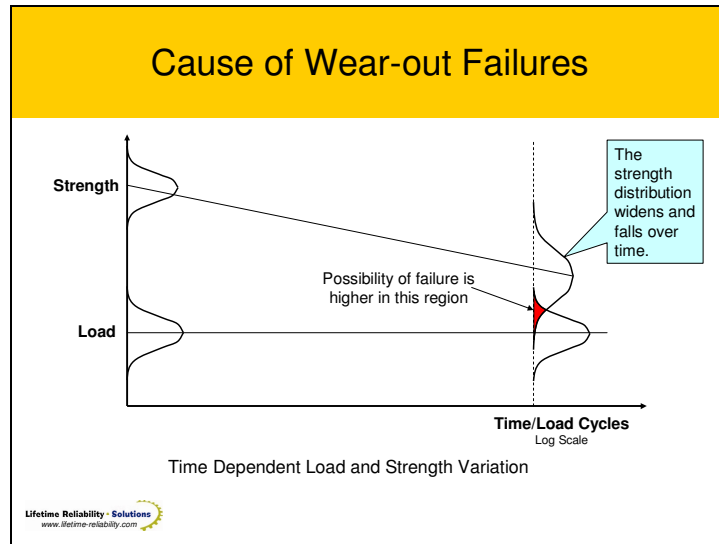 Cause of Wear-out Failures
Strength
The
strength
distribution
widens and
falls over
time.
Possibility of failure is
higher in this region
Load
Time/Load Cycles
Log Scale
Time Dependent Load and Strength Variation
Lifetime Reliability • Solutions
www.lifetime-reliability.com